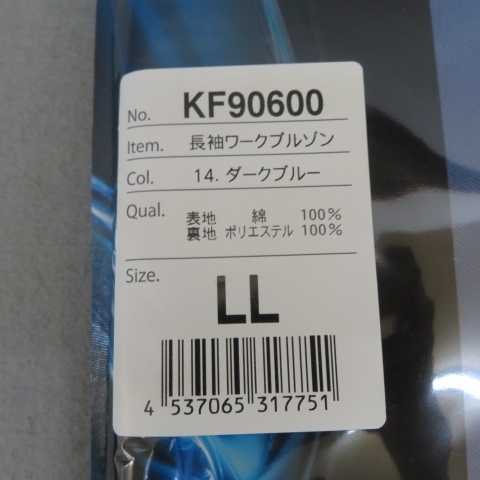 No. KF90600
Item. 長袖ワークブルゾン
Col. 14. ダークブルー
Qual. 表地 綿 100%
裏地 ポリエステル 100%
Size.
LL
4 537065 317751